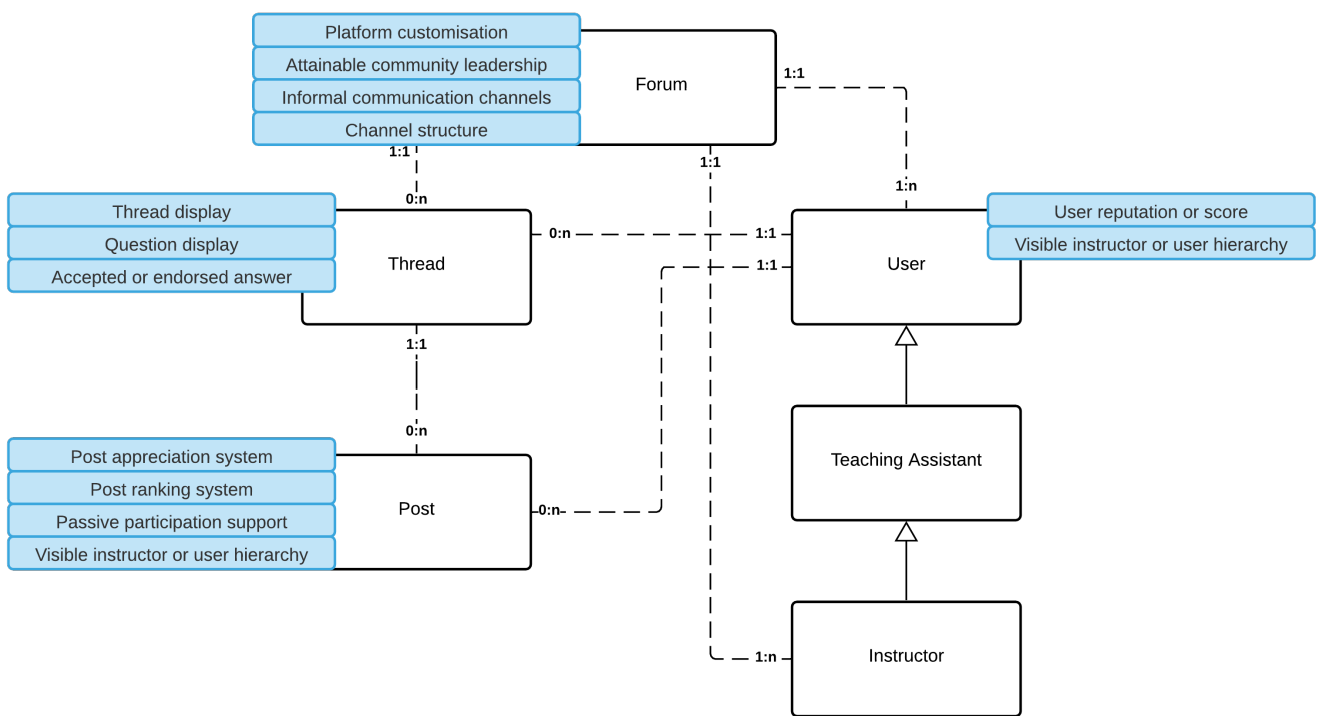 Platform customisation
Attainable community leadership
Informal communication channels
Channel structure
Forum
1:1
1:1
1:1
0:n
1:n
Thread display
Question display
Accepted or endorsed answer
Thread
0:n
1:1
1:1
User
User reputation or score
Visible instructor or user hierarchy
1:1
0:n
Post appreciation system
Post ranking system
Passive participation support
Visible instructor or user hierarchy
Post
0:n
Teaching Assistant
1:n
Instructor